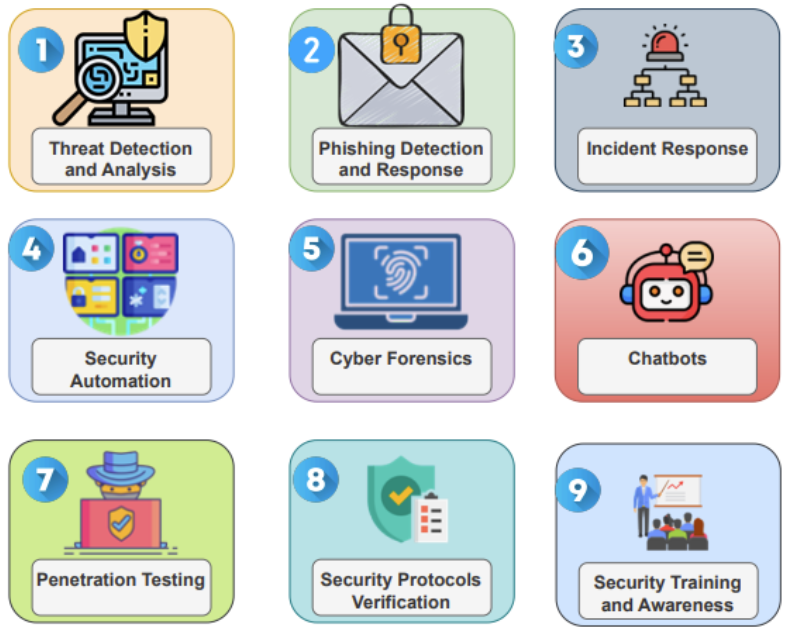 1
Threat Detection
and Analysis
2
Phishing Detection
and Response
3
Incident Response
4
Security
Automation
5
Cyber Forensics
6
Chatbots
7
Penetration Testing
8
Security Protocols
Verification
9
Security Training
and Awareness